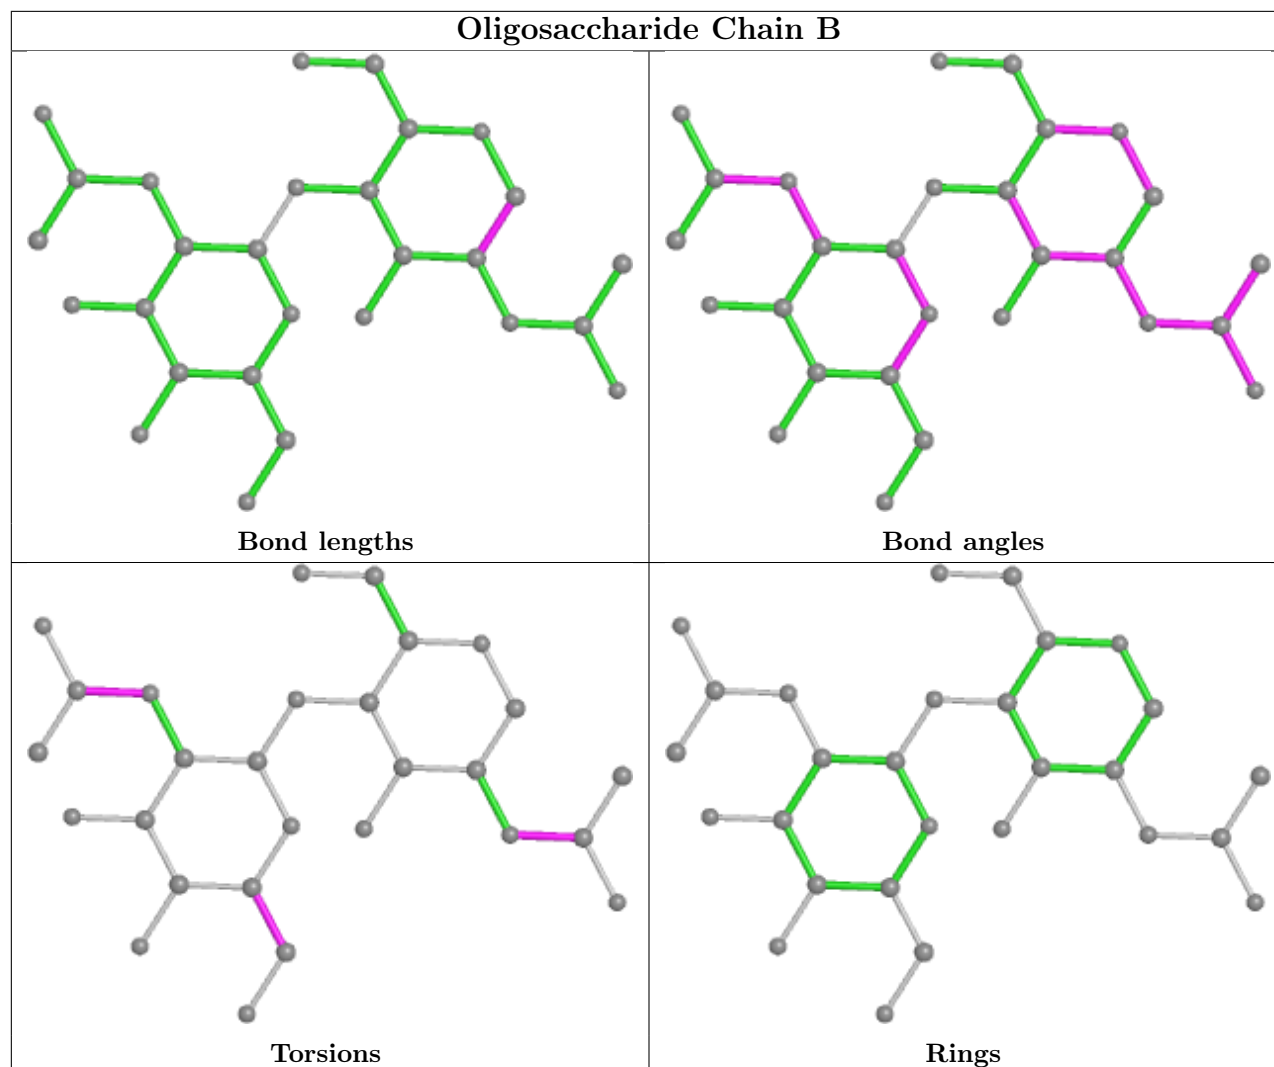 Oligosaccharide Chain B
Bond lengths
Bond angles
Torsions
Rings